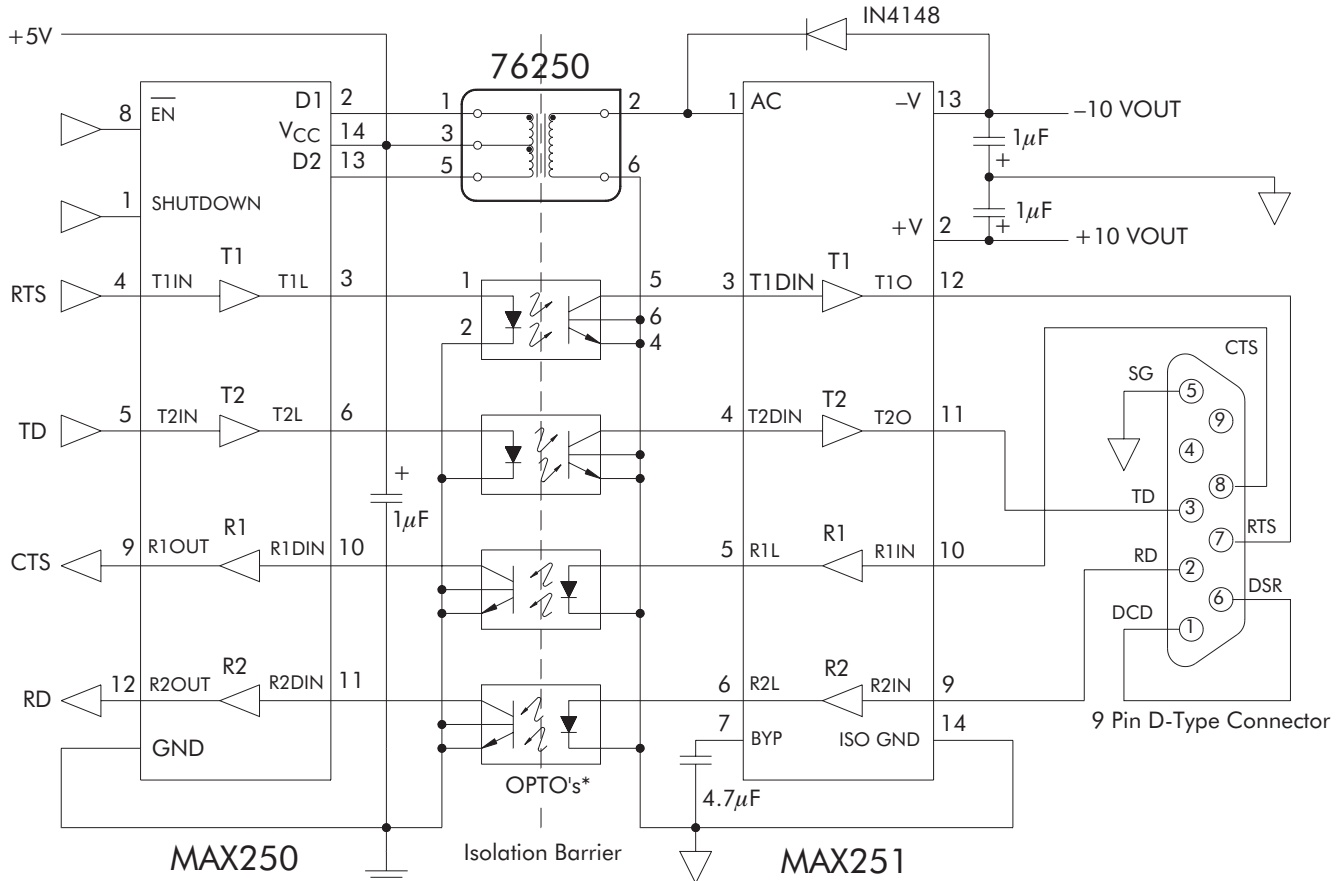 IN4148
+5V
76250
D1 2 1 2 1 AC –V 13 –10 VOUT
8 EN
VCC 14 3 1µF
+
D2 13 5 6
1 SHUTDOWN 1µF
+
+V 2 +10 VOUT
RTS 4 T1IN T1 T1L 3 1 5 3 T1DIN T1 T1O 12
2 6
4
CTS
SG 5
9
TD 5 T2IN T2 T2L 6 4 T2DIN T2 T2O 11
4
8
+
1µF
TD 3
RTS 7
CTS 9 R1OUT R1 R1DIN 10 5 R1L R1 R1IN 10
RD 2
6 DSR
DCD 1
RD 12 R2OUT R2 R2DIN 11 6 R2L R2 R2IN 9
9 Pin D-Type Connector
GND 7 BYP ISO GND 14
OPTO's*
4.7µF
MAX250 Isolation Barrier MAX251